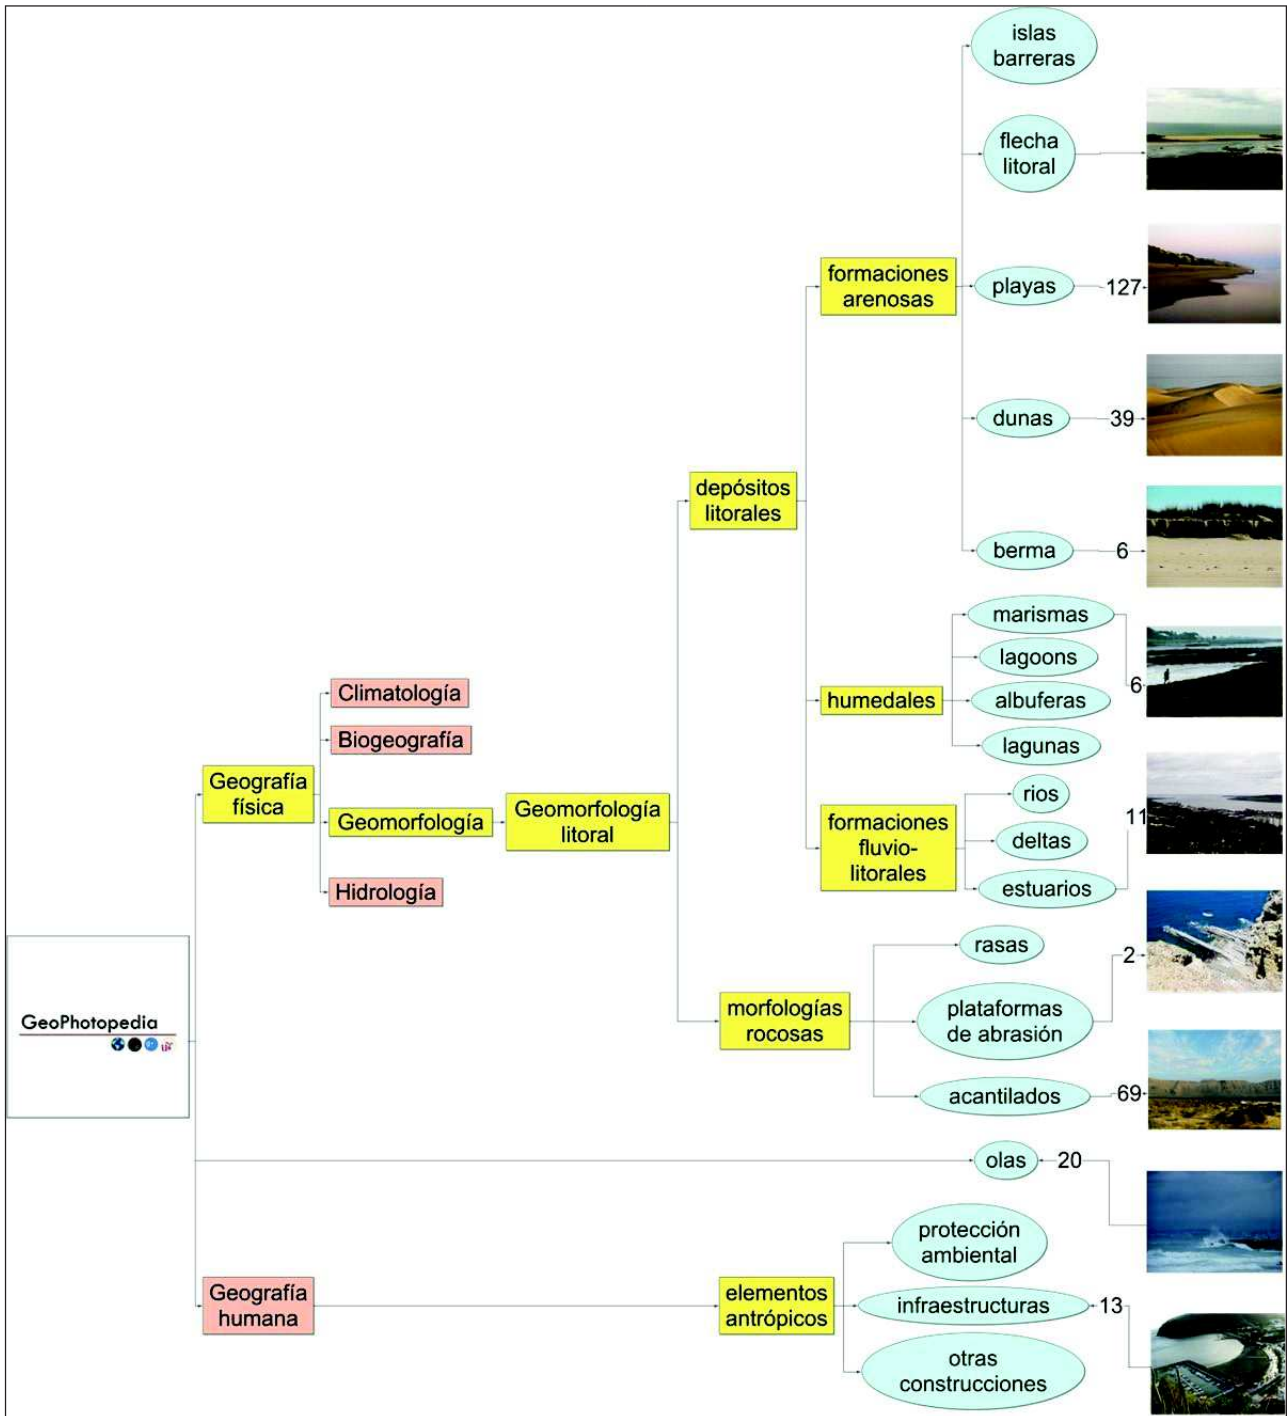 islas
barreras
flecha
litoral
formaciones
arenosas
playas
127
dunas
39
depósitos
litorales
berma
6
marismas
lagoons
6
humedales
albuferas
lagunas
Climatología
Biogeografía
Geografía
física
Geomorfología
Geomorfología
litoral
Hidrología
formaciones
fluvio-
litorales
rios
deltas
estuarios
11
rasas
2
GeoPhotopedia
morfologías
rocosas
plataformas
de abrasión
acantilados
69
olas
20
protección
ambiental
Geografía
humana
elementos
antrópicos
infraestructuras
13
otras
construcciones